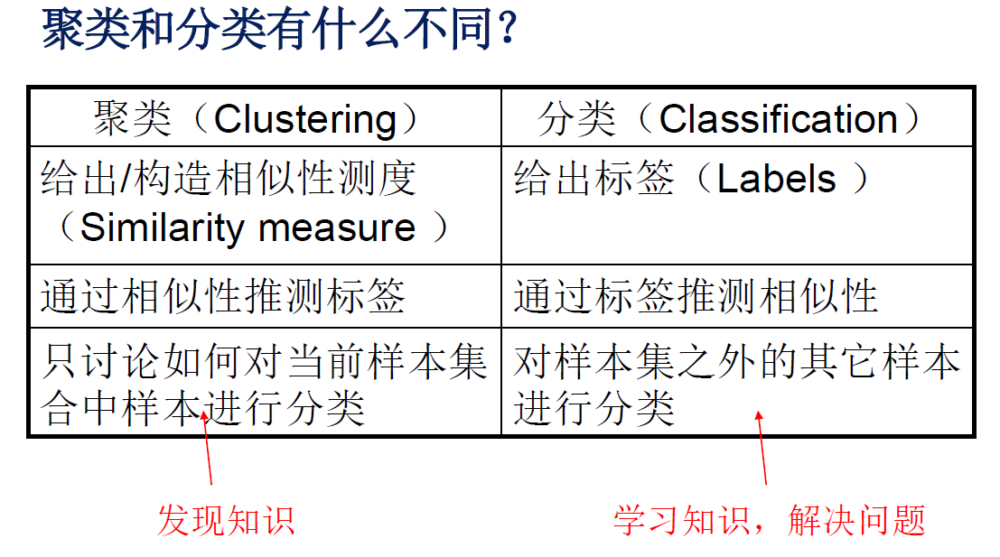 聚类和分类有什么不同？
聚类（Clustering）
分类（Classification）
给出/构造相似性测度
（Similarity measure ）
给出标签（Labels ）
通过相似性推测标签
通过标签推测相似性
只讨论如何对当前样本集
合中样本进行分类
对样本集之外的其它样本
进行分类
发现知识
学习知识，解决问题